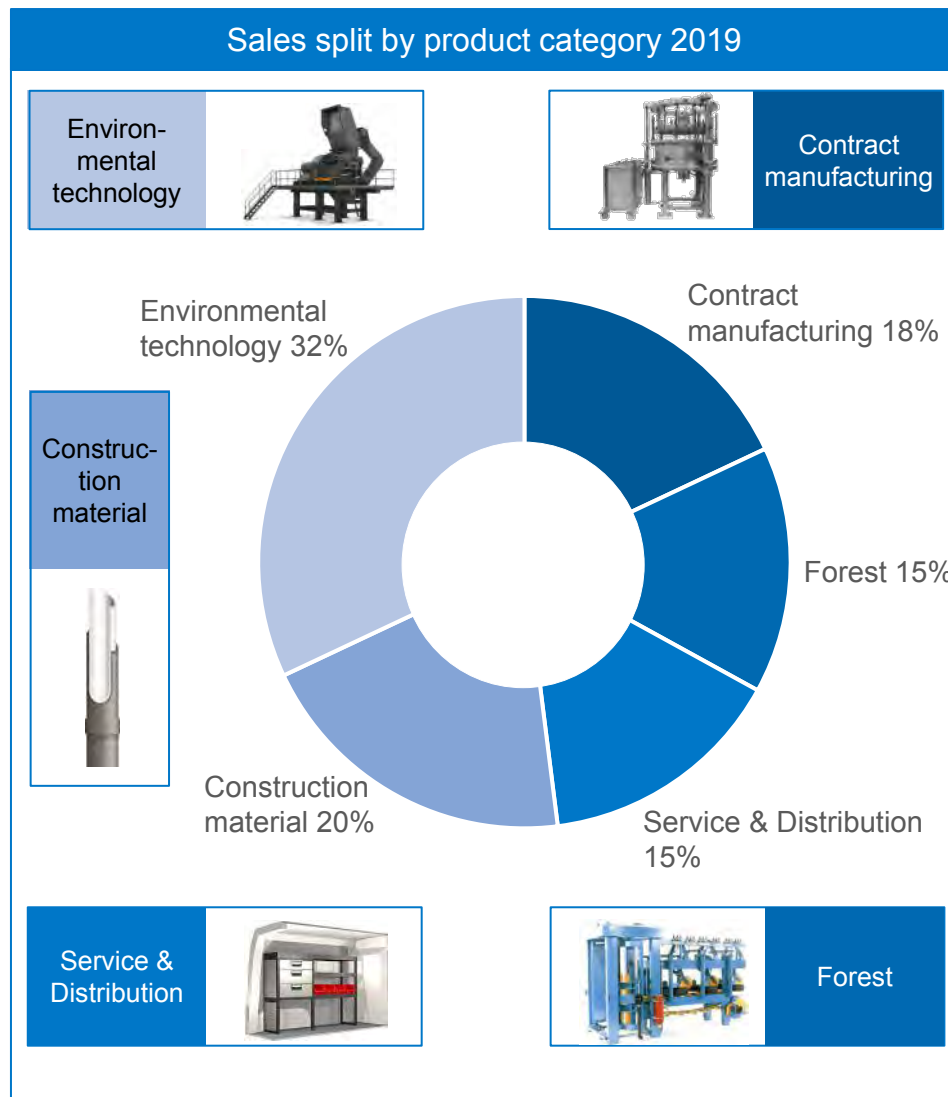 Sales split by product category 2019
Environ-
mental
technology
Contract
manufacturing
Environmental
technology 32%
Contract
manufacturing 18%
Construc-
tion
material
Forest 15%
Construction
material 20%
Service & Distribution
15%
Service &
Distribution
Forest